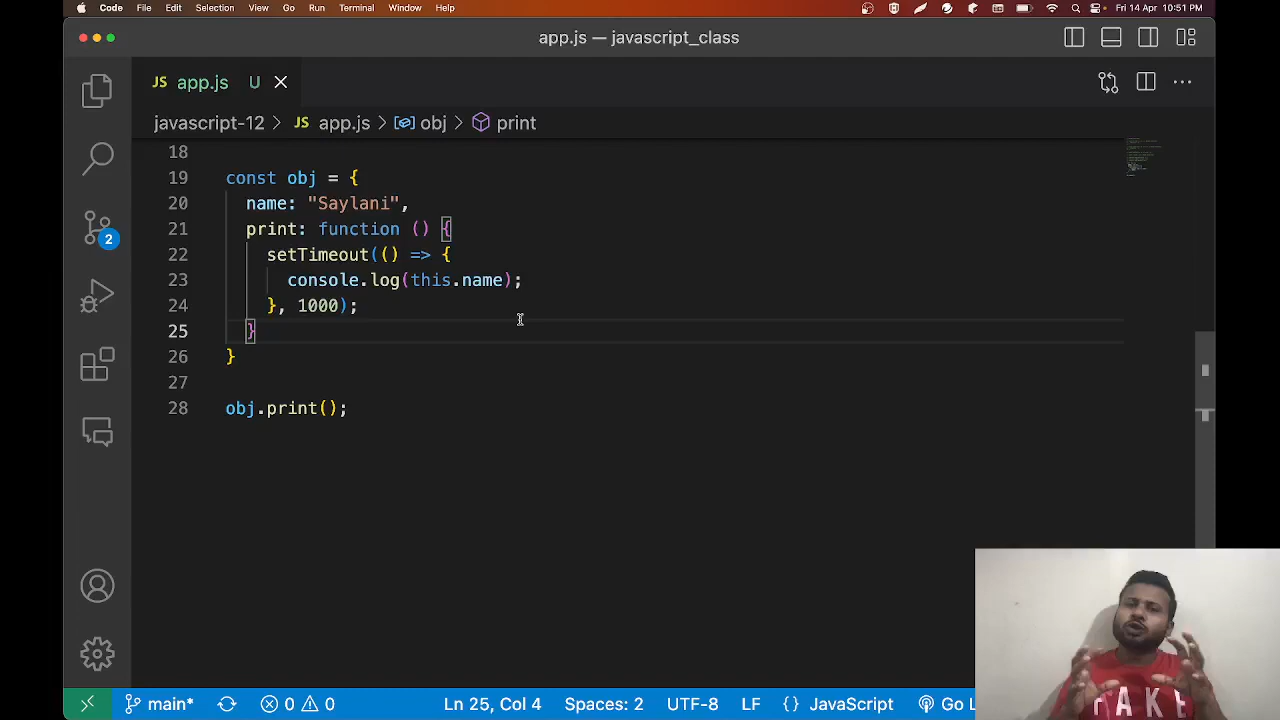 Code File Edit Selection View Go Run Terminal Window Help Fri 14 Apr 10:51 PM
app.js — javascript_class
JS app.js U
javascript-12 > JS app.js > obj > print
18
19 const obj = {
20 name: "Saylani",
21 print: function () {
22 setTimeout(() => {
23 console.log(this.name);
24 }, 1000);
25 }
26 }
27
28 obj.print();
2
main* 0 0 Ln 25, Col 4 Spaces: 2 UTF-8 LF {} JavaScript Go L